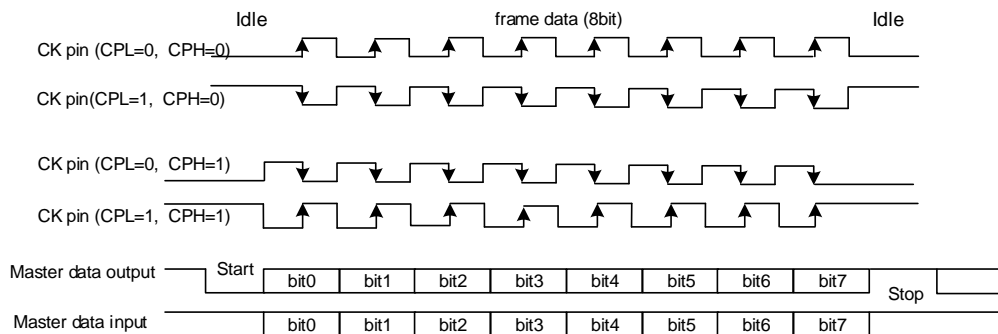 Idle frame data (8bit) Idle
CK pin (CPL=0, CPH=0)
CK pin(CPL=1, CPH=0)
CK pin (CPL=0, CPH=1)
CK pin (CPL=1, CPH=1)
Master data output Start bit0 bit1 bit2 bit3 bit4 bit5 bit6 bit7 Stop
Master data input bit0 bit1 bit2 bit3 bit4 bit5 bit6 bit7